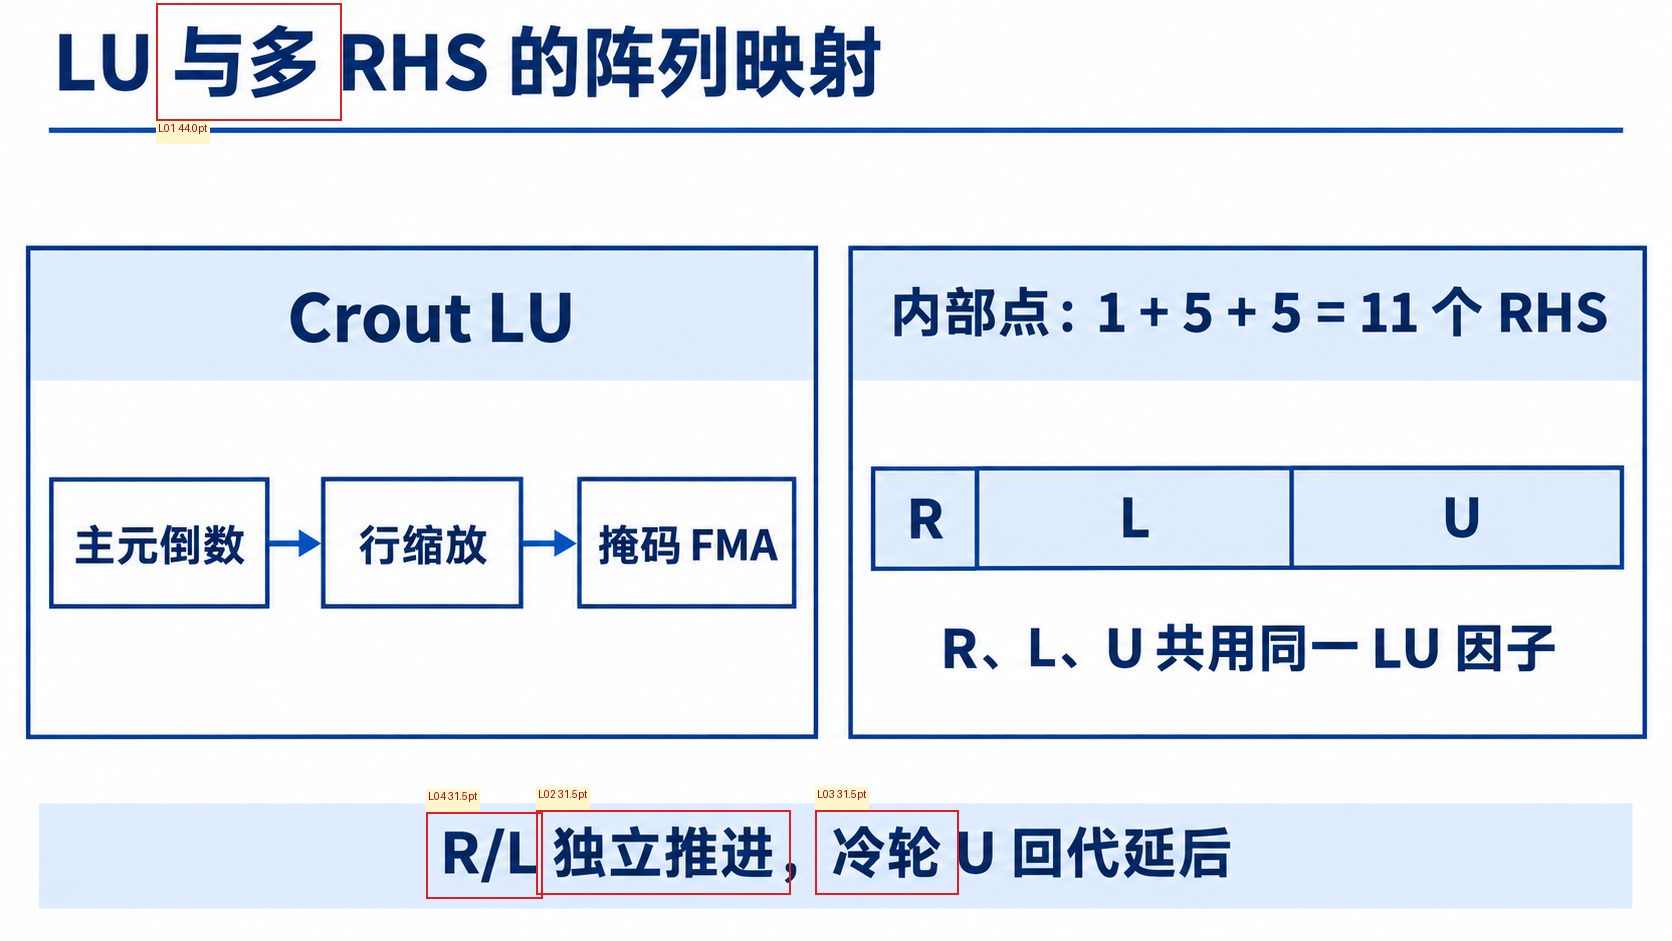 LU 与多 RHS 的阵列映射
L01 44.0pt
Crout LU
主元倒数
行缩放
掩码 FMA
内部点：1 + 5 + 5 = 11 个 RHS
R
L
U
R、L、U 共用同一 LU 因子
L04 31.5pt
L02 31.5pt
L03 31.5pt
R/L 独立推进，冷轮 U 回代延后